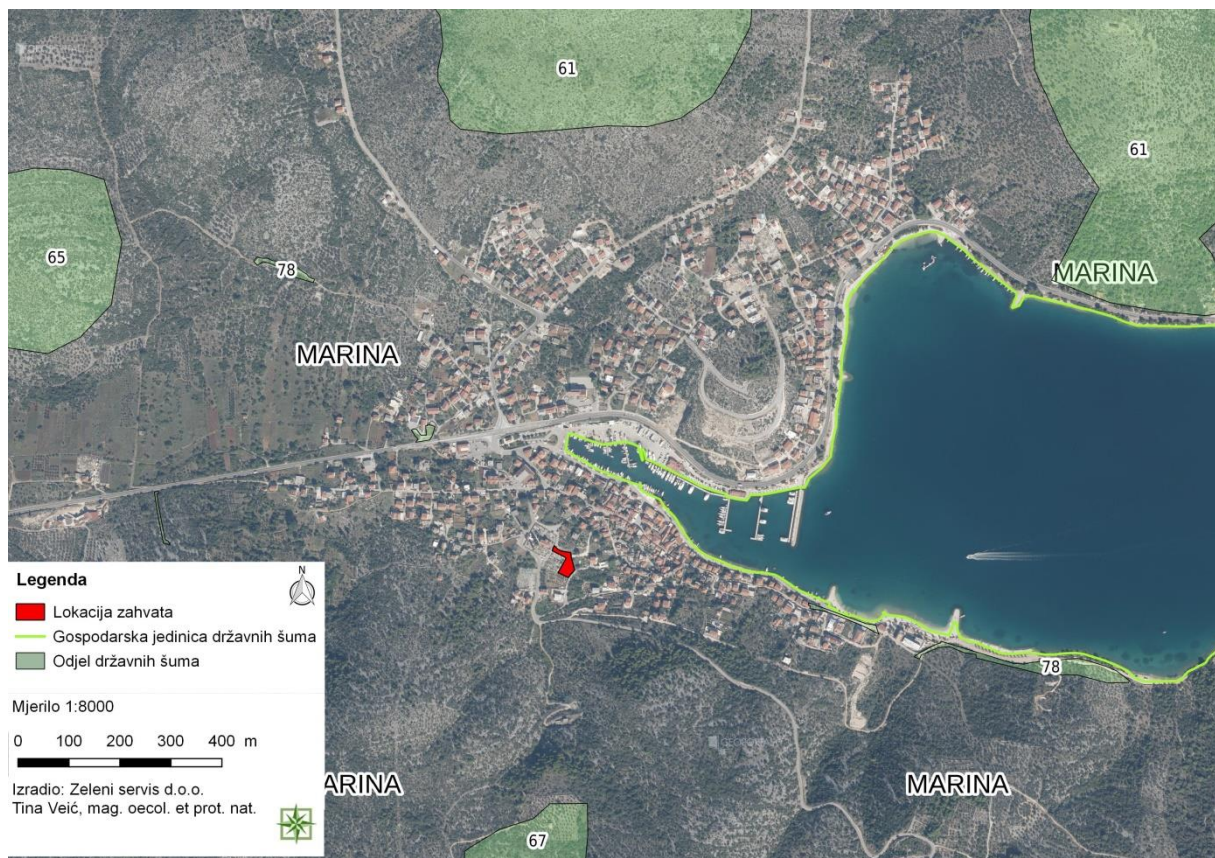 61
61
65
78
MARINA
MARINA
78
MARINA
67
ARINA
Legenda
N
Lokacija zahvata
Gospodarska jedinica državnih šuma
Odjel državnih šuma
Mjerilo 1:8000
0 100 200 300 400 m
Izradio: Zeleni servis d.o.o.
Tina Veić, mag. oecol. et prot. nat.